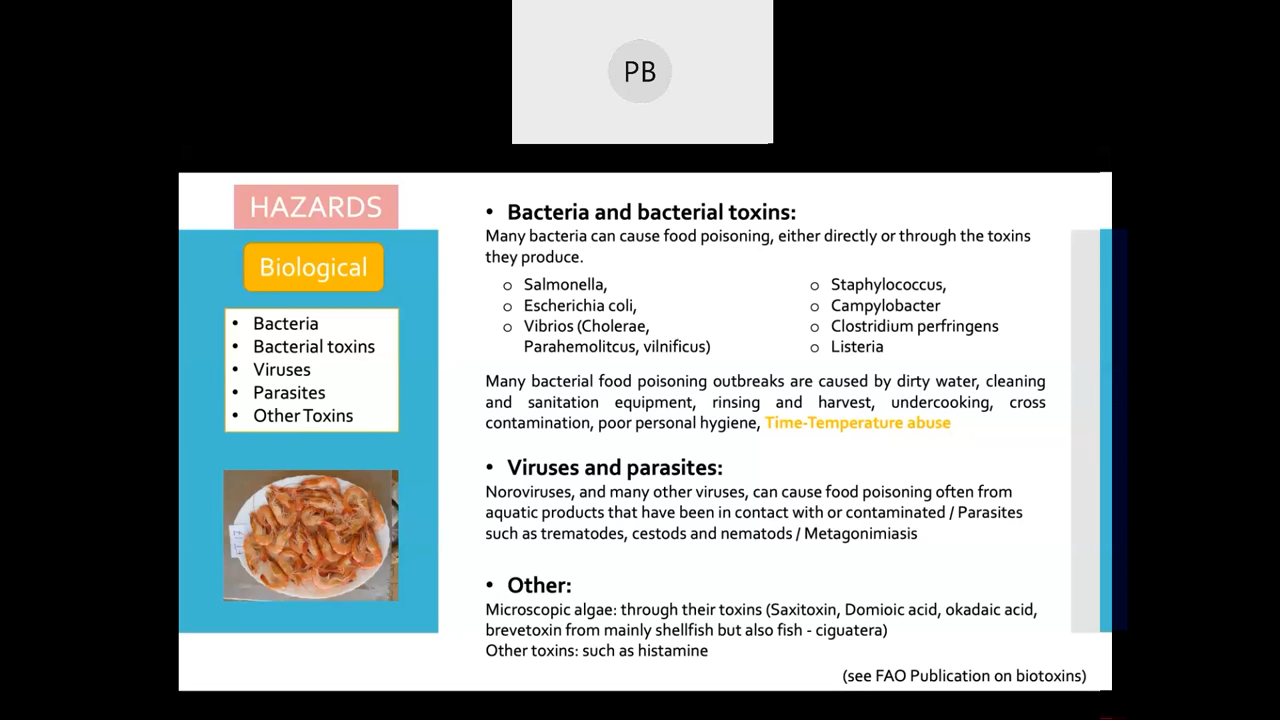 PB
HAZARDS
Biological
• Bacteria
• Bacterial toxins
• Viruses
• Parasites
• Other Toxins
• Bacteria and bacterial toxins:
Many bacteria can cause food poisoning, either directly or through the toxins
they produce.
o Salmonella,
o Escherichia coli,
o Vibrios (Cholerae,
Parahemolitcus, vilnificus)
o Staphylococcus,
o Campylobacter
o Clostridium perfringens
o Listeria
Many bacterial food poisoning outbreaks are caused by dirty water, cleaning
and sanitation equipment, rinsing and harvest, undercooking, cross
contamination, poor personal hygiene, Time-Temperature abuse
• Viruses and parasites:
Noroviruses, and many other viruses, can cause food poisoning often from
aquatic products that have been in contact with or contaminated / Parasites
such as trematodes, cestods and nematods / Metagonimiasis
• Other:
Microscopic algae: through their toxins (Saxitoxin, Domioic acid, okadaic acid,
brevetoxin from mainly shellfish but also fish - ciguatera)
Other toxins: such as histamine
(see FAO Publication on biotoxins)